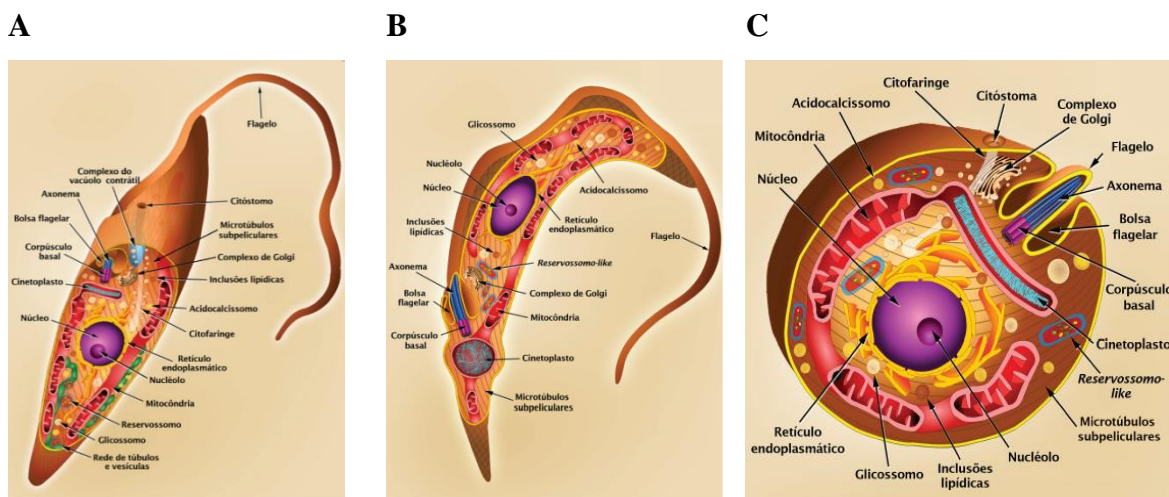 A
B
C
Flagelo
Complexo do
vacúolo contrátil
Axonema
Citóstomo
Bolsa flagelar
Microtúbulos
subpeliculares
Corpúsculo
basal
Complexo de Golgi
Cinetoplasto
Inclusões lipídicas
Acidocalcissomo
Núcleo
Citofaringe
Retículo
endoplasmático
Nucléolo
Mitocôndria
Reservossomo
Glicossomo
Rede de túbulos
e vesículas
Glicossomo
Nucléolo
Núcleo
Acidocalcissomo
Retículo
endoplasmático
Inclusões
lipídicas
Flagelo
Axonema
Reservossomo-like
Bolsa
flagelar
Complexo de Golgi
Mitocôndria
Corpúsculo
basal
Cinetoplasto
Microtúbulos
subpeliculares
Citofaringe
Citóstoma
Acidocalcissomo
Complexo
de Golgi
Mitocôndria
Flagelo
Núcleo
Axonema
Bolsa
flagelar
Corpúsculo
basal
Cinetoplasto
Reservossomo-
like
Retículo
endoplasmático
Microtúbulos
subpeliculares
Glicossomo
Inclusões
lipídicas
Nucléolo